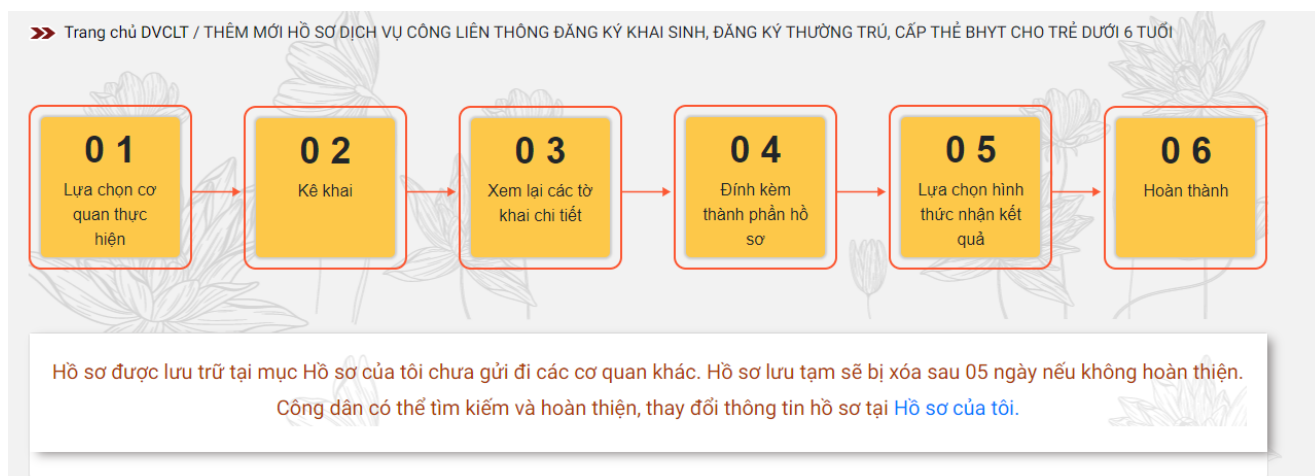 Trang chủ DVCLT / THÊM MỚI HỒ SƠ DỊCH VỤ CÔNG LIÊN THÔNG ĐĂNG KÝ KHAI SINH, ĐĂNG KÝ THƯỜNG TRÚ, CẤP THẺ BHYT CHO TRẺ DƯỚI 6 TUỔI
0 1
Lựa chọn cơ
quan thực
hiện
0 2
Kê khai
0 3
Xem lại các tờ
khai chi tiết
0 4
Đính kèm
thành phần hồ
sơ
0 5
Lựa chọn hình
thức nhận kết
quả
0 6
Hoàn thành
Hồ sơ được lưu trữ tại mục Hồ sơ của tôi chưa gửi đi các cơ quan khác. Hồ sơ lưu tạm sẽ bị xóa sau 05 ngày nếu không hoàn thiện.
Công dân có thể tìm kiếm và hoàn thiện, thay đổi thông tin hồ sơ tại Hồ sơ của tôi.